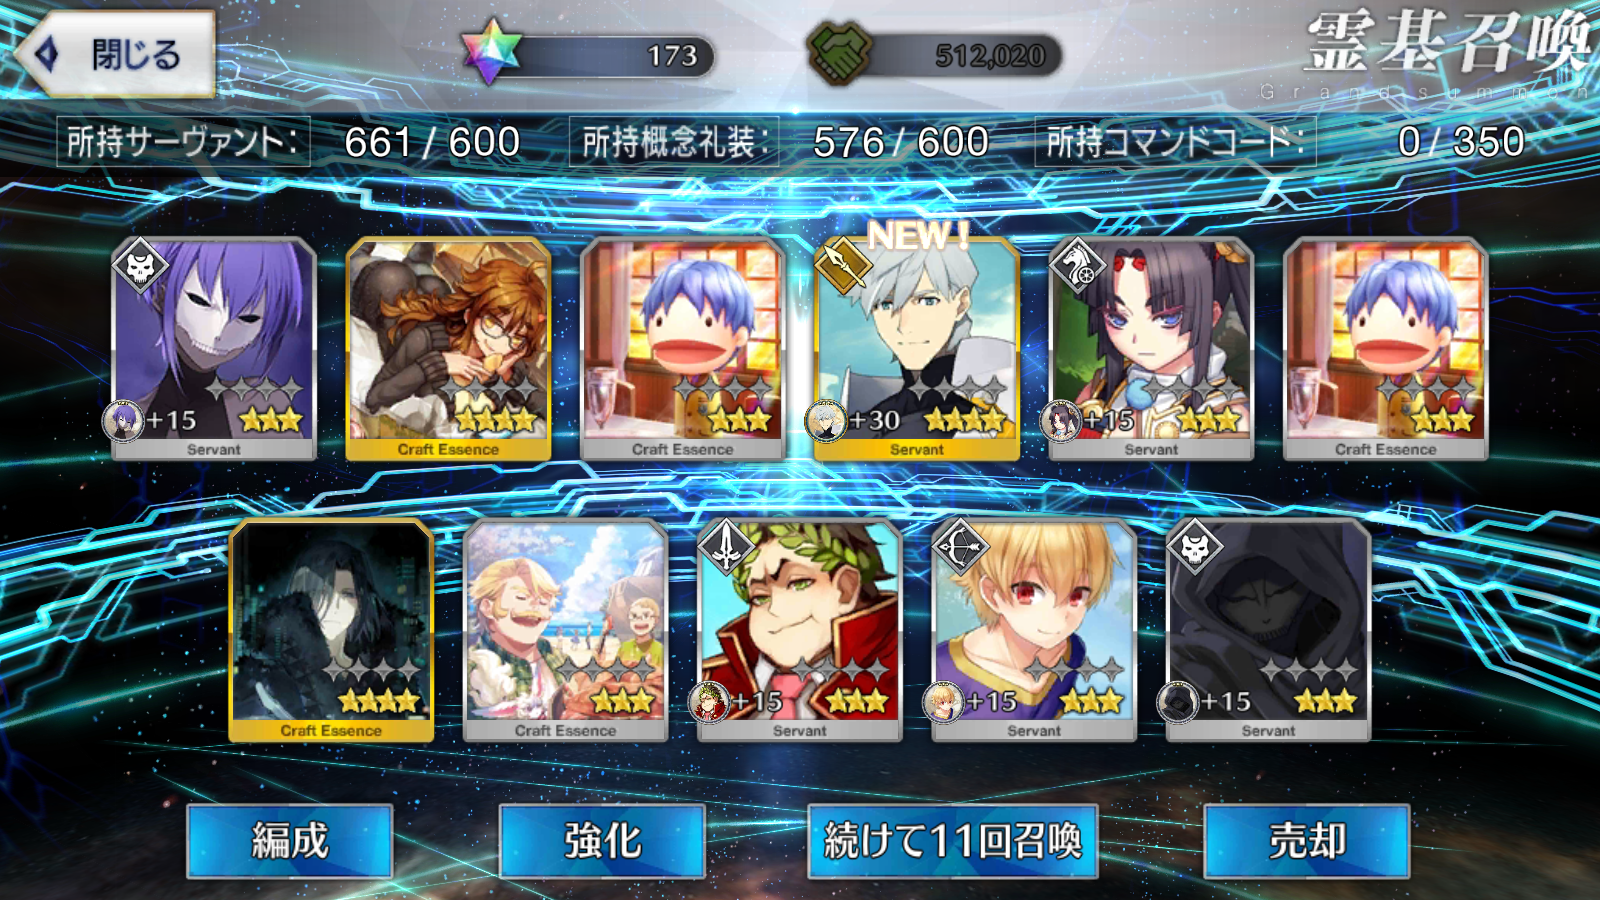 閉じる
173
512,020
霊基召喚
Grand summon
所持サーヴァント: 661 / 600
所持概念礼装: 576 / 600
所持コマンドコード: 0 / 350
NEW!
+15
+30
+15
Servant
Craft Essence
Craft Essence
Servant
Servant
Craft Essence
+15
+15
+15
Craft Essence
Craft Essence
Servant
Servant
Servant
編成
強化
続けて11回召喚
売却